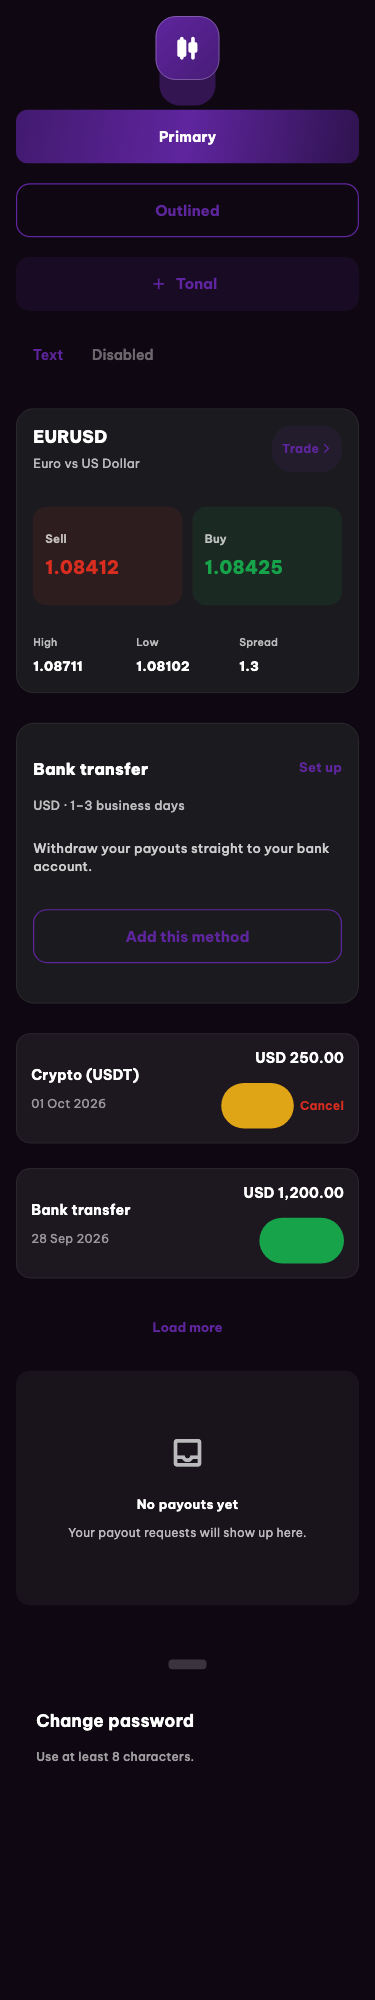 Primary
Outlined
+ Tonal
Text Disabled
EURUSD
Trade >
Euro vs US Dollar
Sell Buy
1.08412 1.08425
High Low Spread
1.08711 1.08102 1.3
Bank transfer Set up
USD · 1–3 business days
Withdraw your payouts straight to your bank
account.
Add this method
USD 250.00
Crypto (USDT)
01 Oct 2026
Cancel
USD 1,200.00
Bank transfer
28 Sep 2026
Load more
No payouts yet
Your payout requests will show up here.
Change password
Use at least 8 characters.